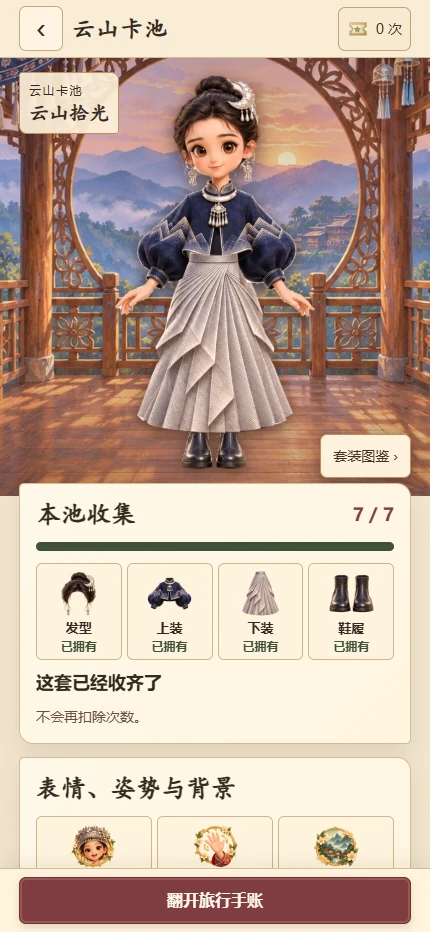 ‹ 云山卡池 0 次
云山卡池
云山拾光
套装图鉴 ›
本池收集 7 / 7
发型 上装 下装 鞋履
已拥有 已拥有 已拥有 已拥有
这套已经收齐了
不会再扣除次数。
表情、姿势与背景
翻开旅行手账